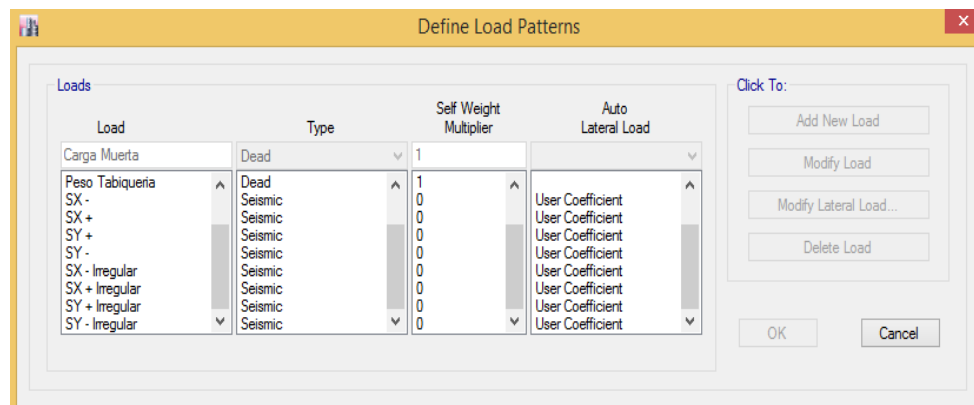 Define Load Patterns
Loads
Click To:
Load Type Self Weight Multiplier Auto Lateral Load
Carga Muerta Dead 1
Peso Tabiqueria Dead 1
SX - Seismic 0 User Coefficient
SX + Seismic 0 User Coefficient
SY + Seismic 0 User Coefficient
SY - Seismic 0 User Coefficient
SX - Irregular Seismic 0 User Coefficient
SX + Irregular Seismic 0 User Coefficient
SY + Irregular Seismic 0 User Coefficient
SY - Irregular Seismic 0 User Coefficient
Add New Load
Modify Load
Modify Lateral Load...
Delete Load
OK Cancel